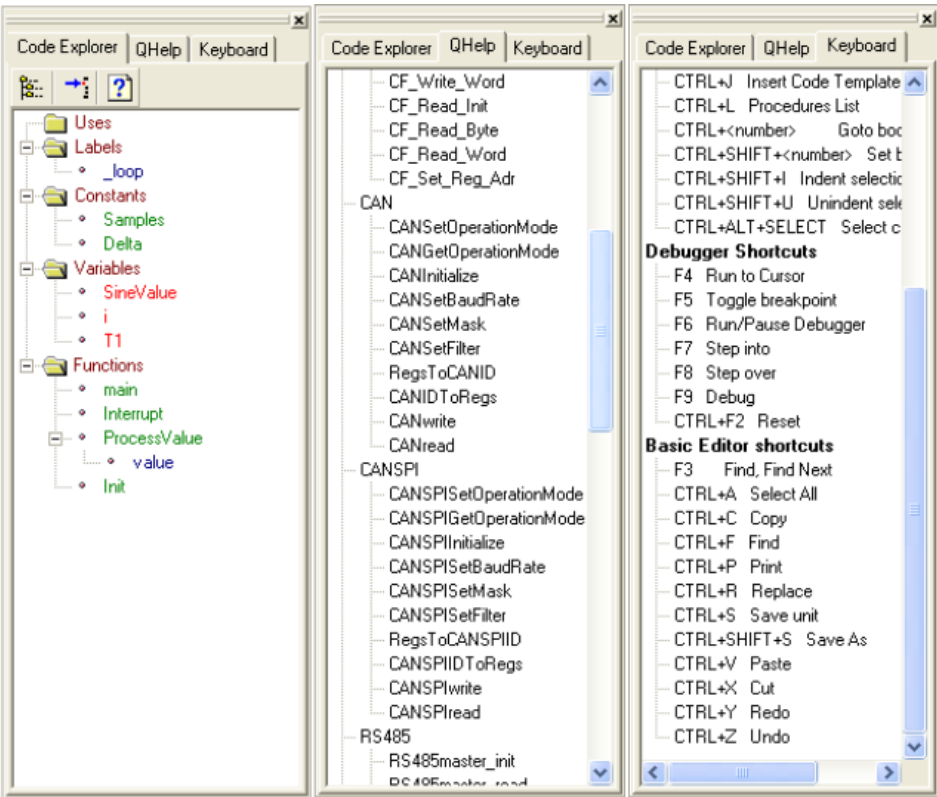 Code Explorer QHelp Keyboard
Uses
Labels
_loop
Constants
Samples
Delta
Variables
SineValue
i
T1
Functions
main
Interrupt
ProcessValue
value
Init
Code Explorer QHelp Keyboard
CF_Write_Word
CF_Read_Init
CF_Read_Byte
CF_Read_Word
CF_Set_Reg_Adr
CAN
CANSetOperationMode
CANGetOperationMode
CANInitialize
CANSetBaudRate
CANSetMask
CANSetFilter
RegsToCANID
CANIDToRegs
CANwrite
CANread
CANSPI
CANSPISetOperationMode
CANSPIGetOperationMode
CANSPIInitialize
CANSPISetBaudRate
CANSPISetMask
CANSPISetFilter
RegsToCANSPIID
CANSPIIDToRegs
CANSPIwrite
CANSPIread
RS485
RS485master_init
RS485master_read
Code Explorer QHelp Keyboard
CTRL+J Insert Code Template
CTRL+L Procedures List
CTRL+<number> Goto boo
CTRL+SHIFT+<number> Set b
CTRL+SHIFT+I Indent selectic
CTRL+SHIFT+U Unindent sele
CTRL+ALT+SELECT Select c
Debugger Shortcuts
F4 Run to Cursor
F5 Toggle breakpoint
F6 Run/Pause Debugger
F7 Step into
F8 Step over
F9 Debug
CTRL+F2 Reset
Basic Editor shortcuts
F3 Find, Find Next
CTRL+A Select All
CTRL+C Copy
CTRL+F Find
CTRL+P Print
CTRL+R Replace
CTRL+S Save unit
CTRL+SHIFT+S Save As
CTRL+V Paste
CTRL+X Cut
CTRL+Y Redo
CTRL+Z Undo